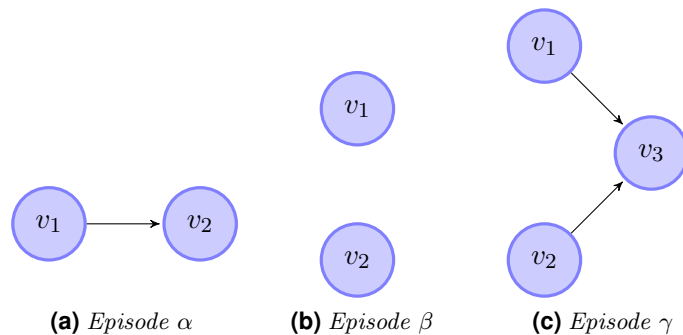 v1
v1
v3
v1 v2
v2
v2
(a) Episode α
(b) Episode β
(c) Episode γ